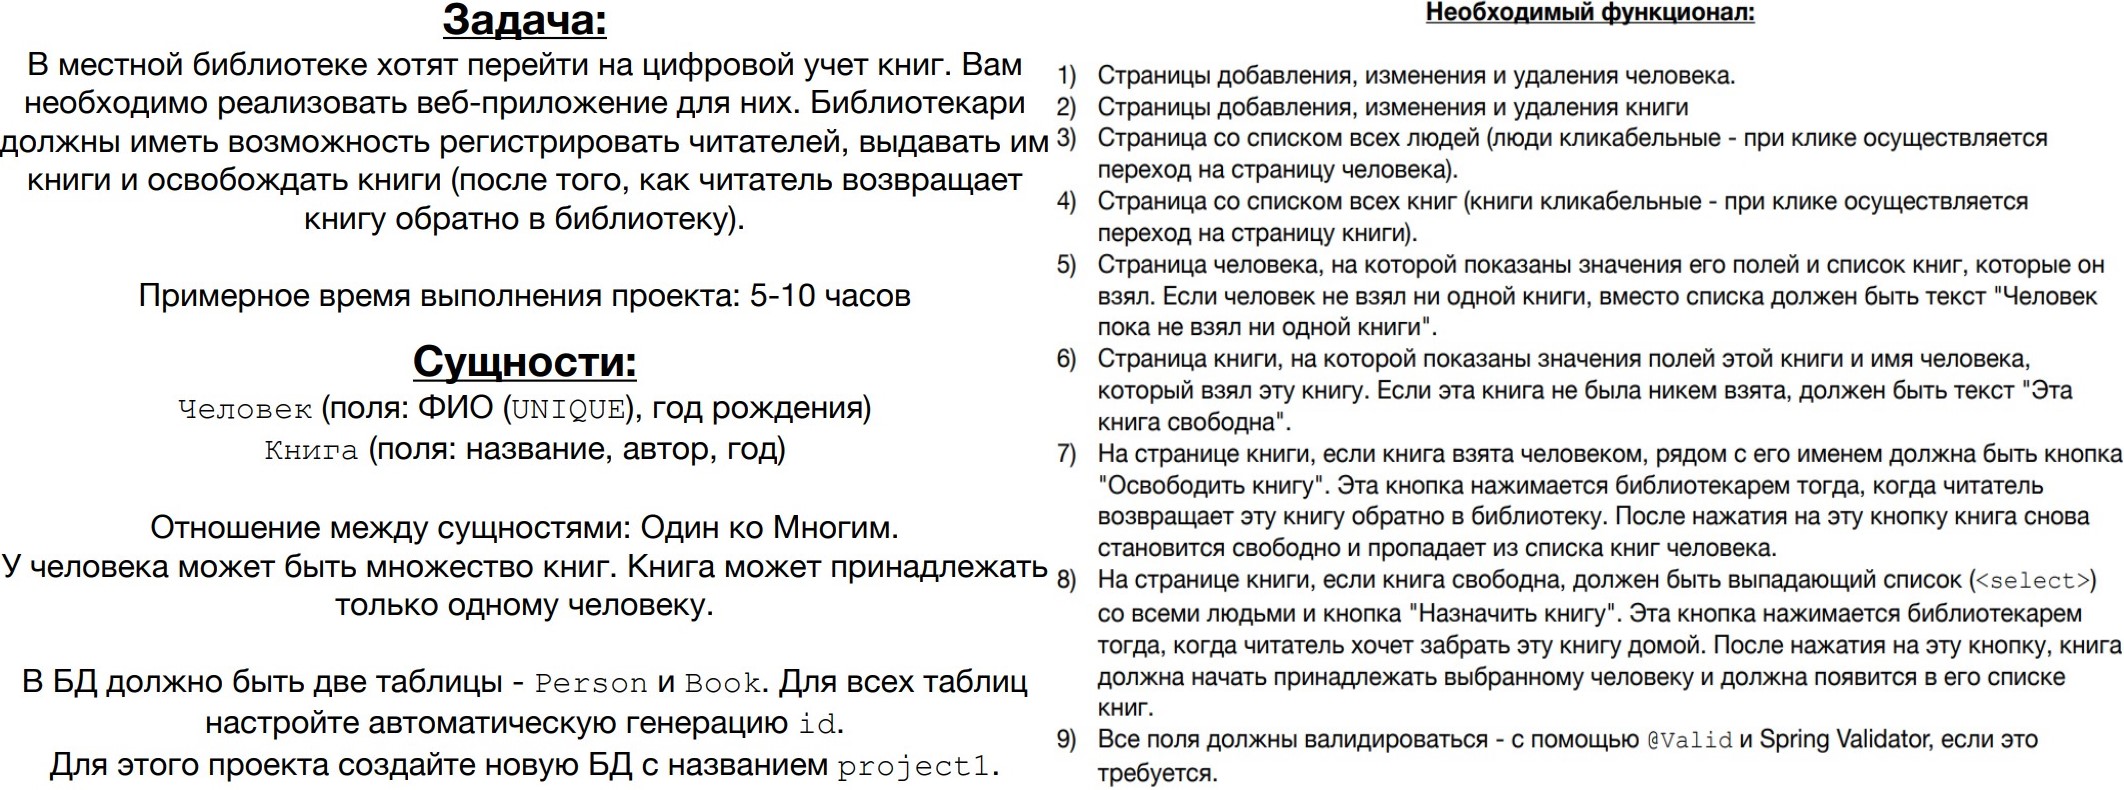 Задача:
В местной библиотеке хотят перейти на цифровой учет книг. Вам
необходимо реализовать веб-приложение для них. Библиотекари
должны иметь возможность регистрировать читателей, выдавать им
книги и освобождать книги (после того, как читатель возвращает
книгу обратно в библиотеку).
Примерное время выполнения проекта: 5-10 часов
Сущности:
Человек (поля: ФИО (UNIQUE), год рождения)
Книга (поля: название, автор, год)
Отношение между сущностями: Один ко Многим.
У человека может быть множество книг. Книга может принадлежать
только одному человеку.
В БД должно быть две таблицы - Person и Book. Для всех таблиц
настройте автоматическую генерацию id.
Для этого проекта создайте новую БД с названием project1.
Необходимый функционал:
1) Страницы добавления, изменения и удаления человека.
2) Страницы добавления, изменения и удаления книги
3) Страница со списком всех людей (люди кликабельные - при клике осуществляется
переход на страницу человека).
4) Страница со списком всех книг (книги кликабельные - при клике осуществляется
переход на страницу книги).
5) Страница человека, на которой показаны значения его полей и список книг, которые он
взял. Если человек не взял ни одной книги, вместо списка должен быть текст "Человек
пока не взял ни одной книги".
6) Страница книги, на которой показаны значения полей этой книги и имя человека,
который взял эту книгу. Если эта книга не была никем взята, должен быть текст "Эта
книга свободна".
7) На странице книги, если книга взята человеком, рядом с его именем должна быть кнопка
"Освободить книгу". Эта кнопка нажимается библиотекарем тогда, когда читатель
возвращает эту книгу обратно в библиотеку. После нажатия на эту кнопку книга снова
становится свободно и пропадает из списка книг человека.
8) На странице книги, если книга свободна, должен быть выпадающий список (<select>)
со всеми людьми и кнопка "Назначить книгу". Эта кнопка нажимается библиотекарем
тогда, когда читатель хочет забрать эту книгу домой. После нажатия на эту кнопку, книга
должна начать принадлежать выбранному человеку и должна появится в его списке
книг.
9) Все поля должны валидироваться - с помощью @Valid и Spring Validator, если это
требуется.